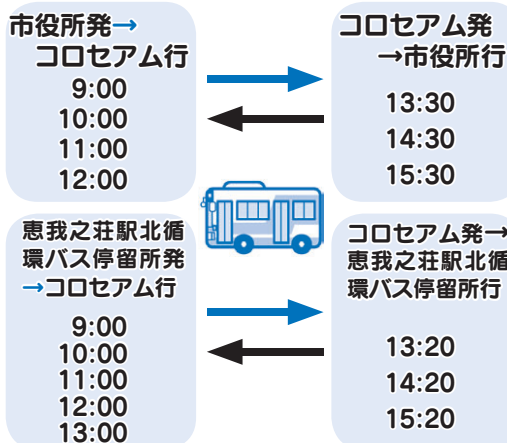 市役所発→
コロセアム行
9:00
10:00
11:00
12:00
コロセアム発
→市役所行
13:30
14:30
15:30
恵我之荘駅北循
環バス停留所発
→コロセアム行
9:00
10:00
11:00
12:00
13:00
コロセアム発→
恵我之荘駅北循
環バス停留所行
13:20
14:20
15:20